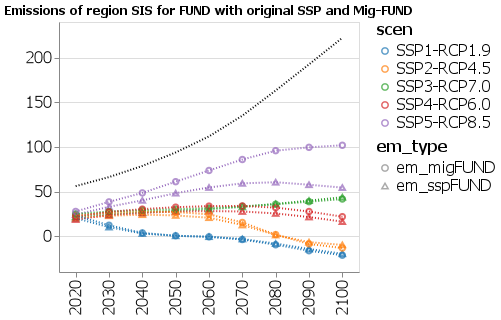 Emissions of region SIS for FUND with original SSP and Mig-FUND
scen
SSP1-RCP1.9
SSP2-RCP4.5
SSP3-RCP7.0
SSP4-RCP6.0
SSP5-RCP8.5
em_type
em_migFUND
em_sspFUND
200
150
100
50
0
2020
2030
2040
2050
2060
2070
2080
2090
2100